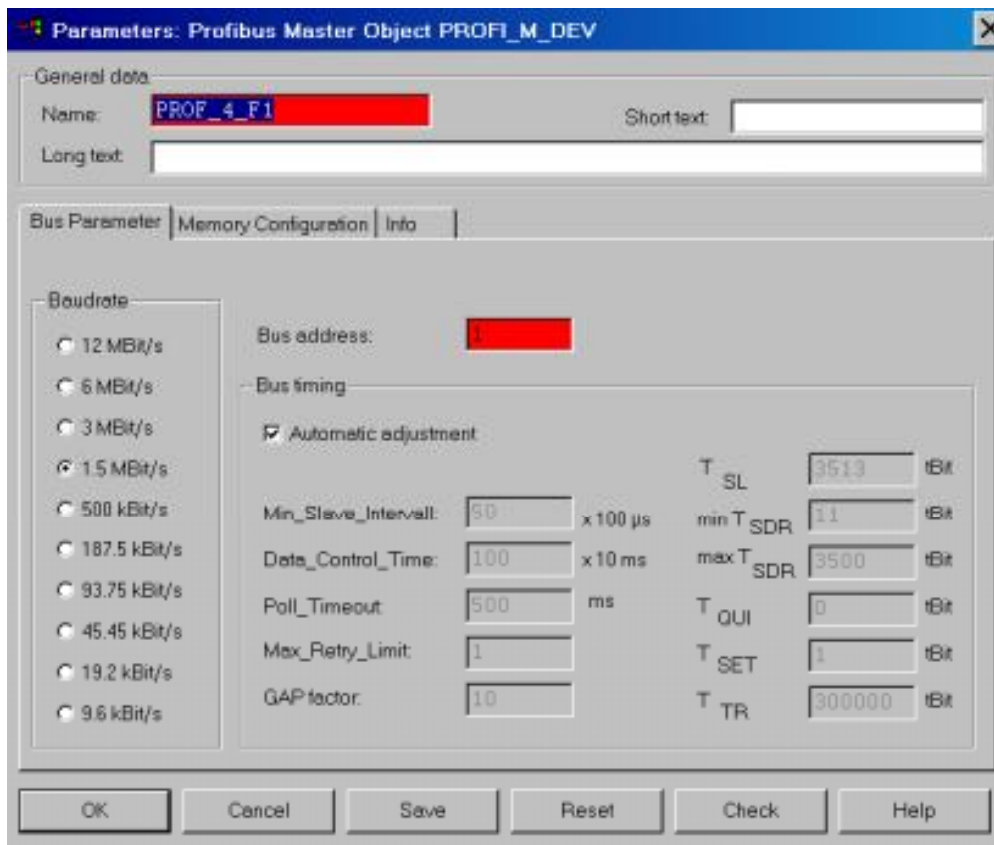 Parameters: Profibus Master Object PROFI_M_DEV
General data
Name: PROF_4_F1 Short text:
Long text:
Bus Parameter Memory Configuration Info
Baudrate
12 MBit/s
6 MBit/s
3 MBit/s
1.5 MBit/s
500 kBit/s
187.5 kBit/s
93.75 kBit/s
45.45 kBit/s
19.2 kBit/s
9.6 kBit/s
Bus address: 1
Bus timing
Automatic adjustment
Min_Slave_Intervall: 90 x 100 µs
Data_Control_Time: 100 x 10 ms
Poll_Timeout: 500 ms
Max_Retry_Limit: 1
GAP factor: 10
T SL 3513 tBit
min T SDR 11 tBit
max T SDR 3500 tBit
T QUI 0 tBit
T SET 1 tBit
T TR 300000 tBit
OK Cancel Save Reset Check Help